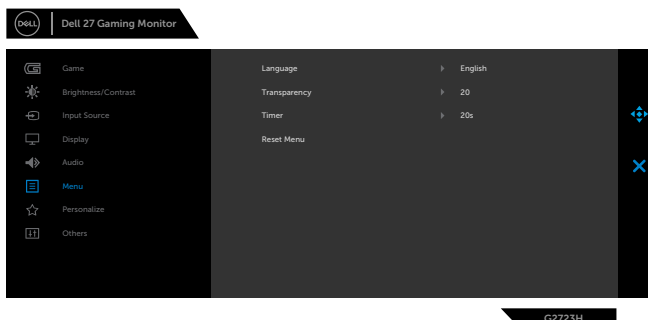 DELL Dell 27 Gaming Monitor
Game Language English
Brightness/Contrast Transparency 20
Input Source Timer 20s
Display Reset Menu
Audio
Menu
Personalize
Others
G2723H